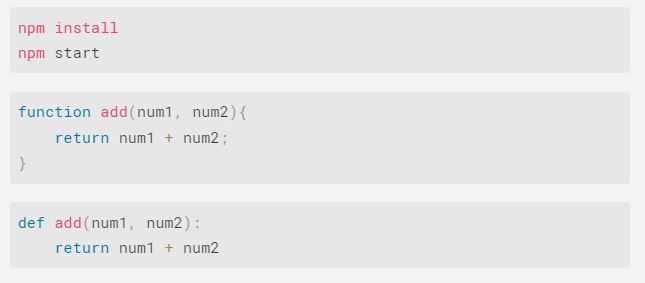 npm install
npm start
function add(num1, num2){
    return num1 + num2;
}
def add(num1, num2):
    return num1 + num2